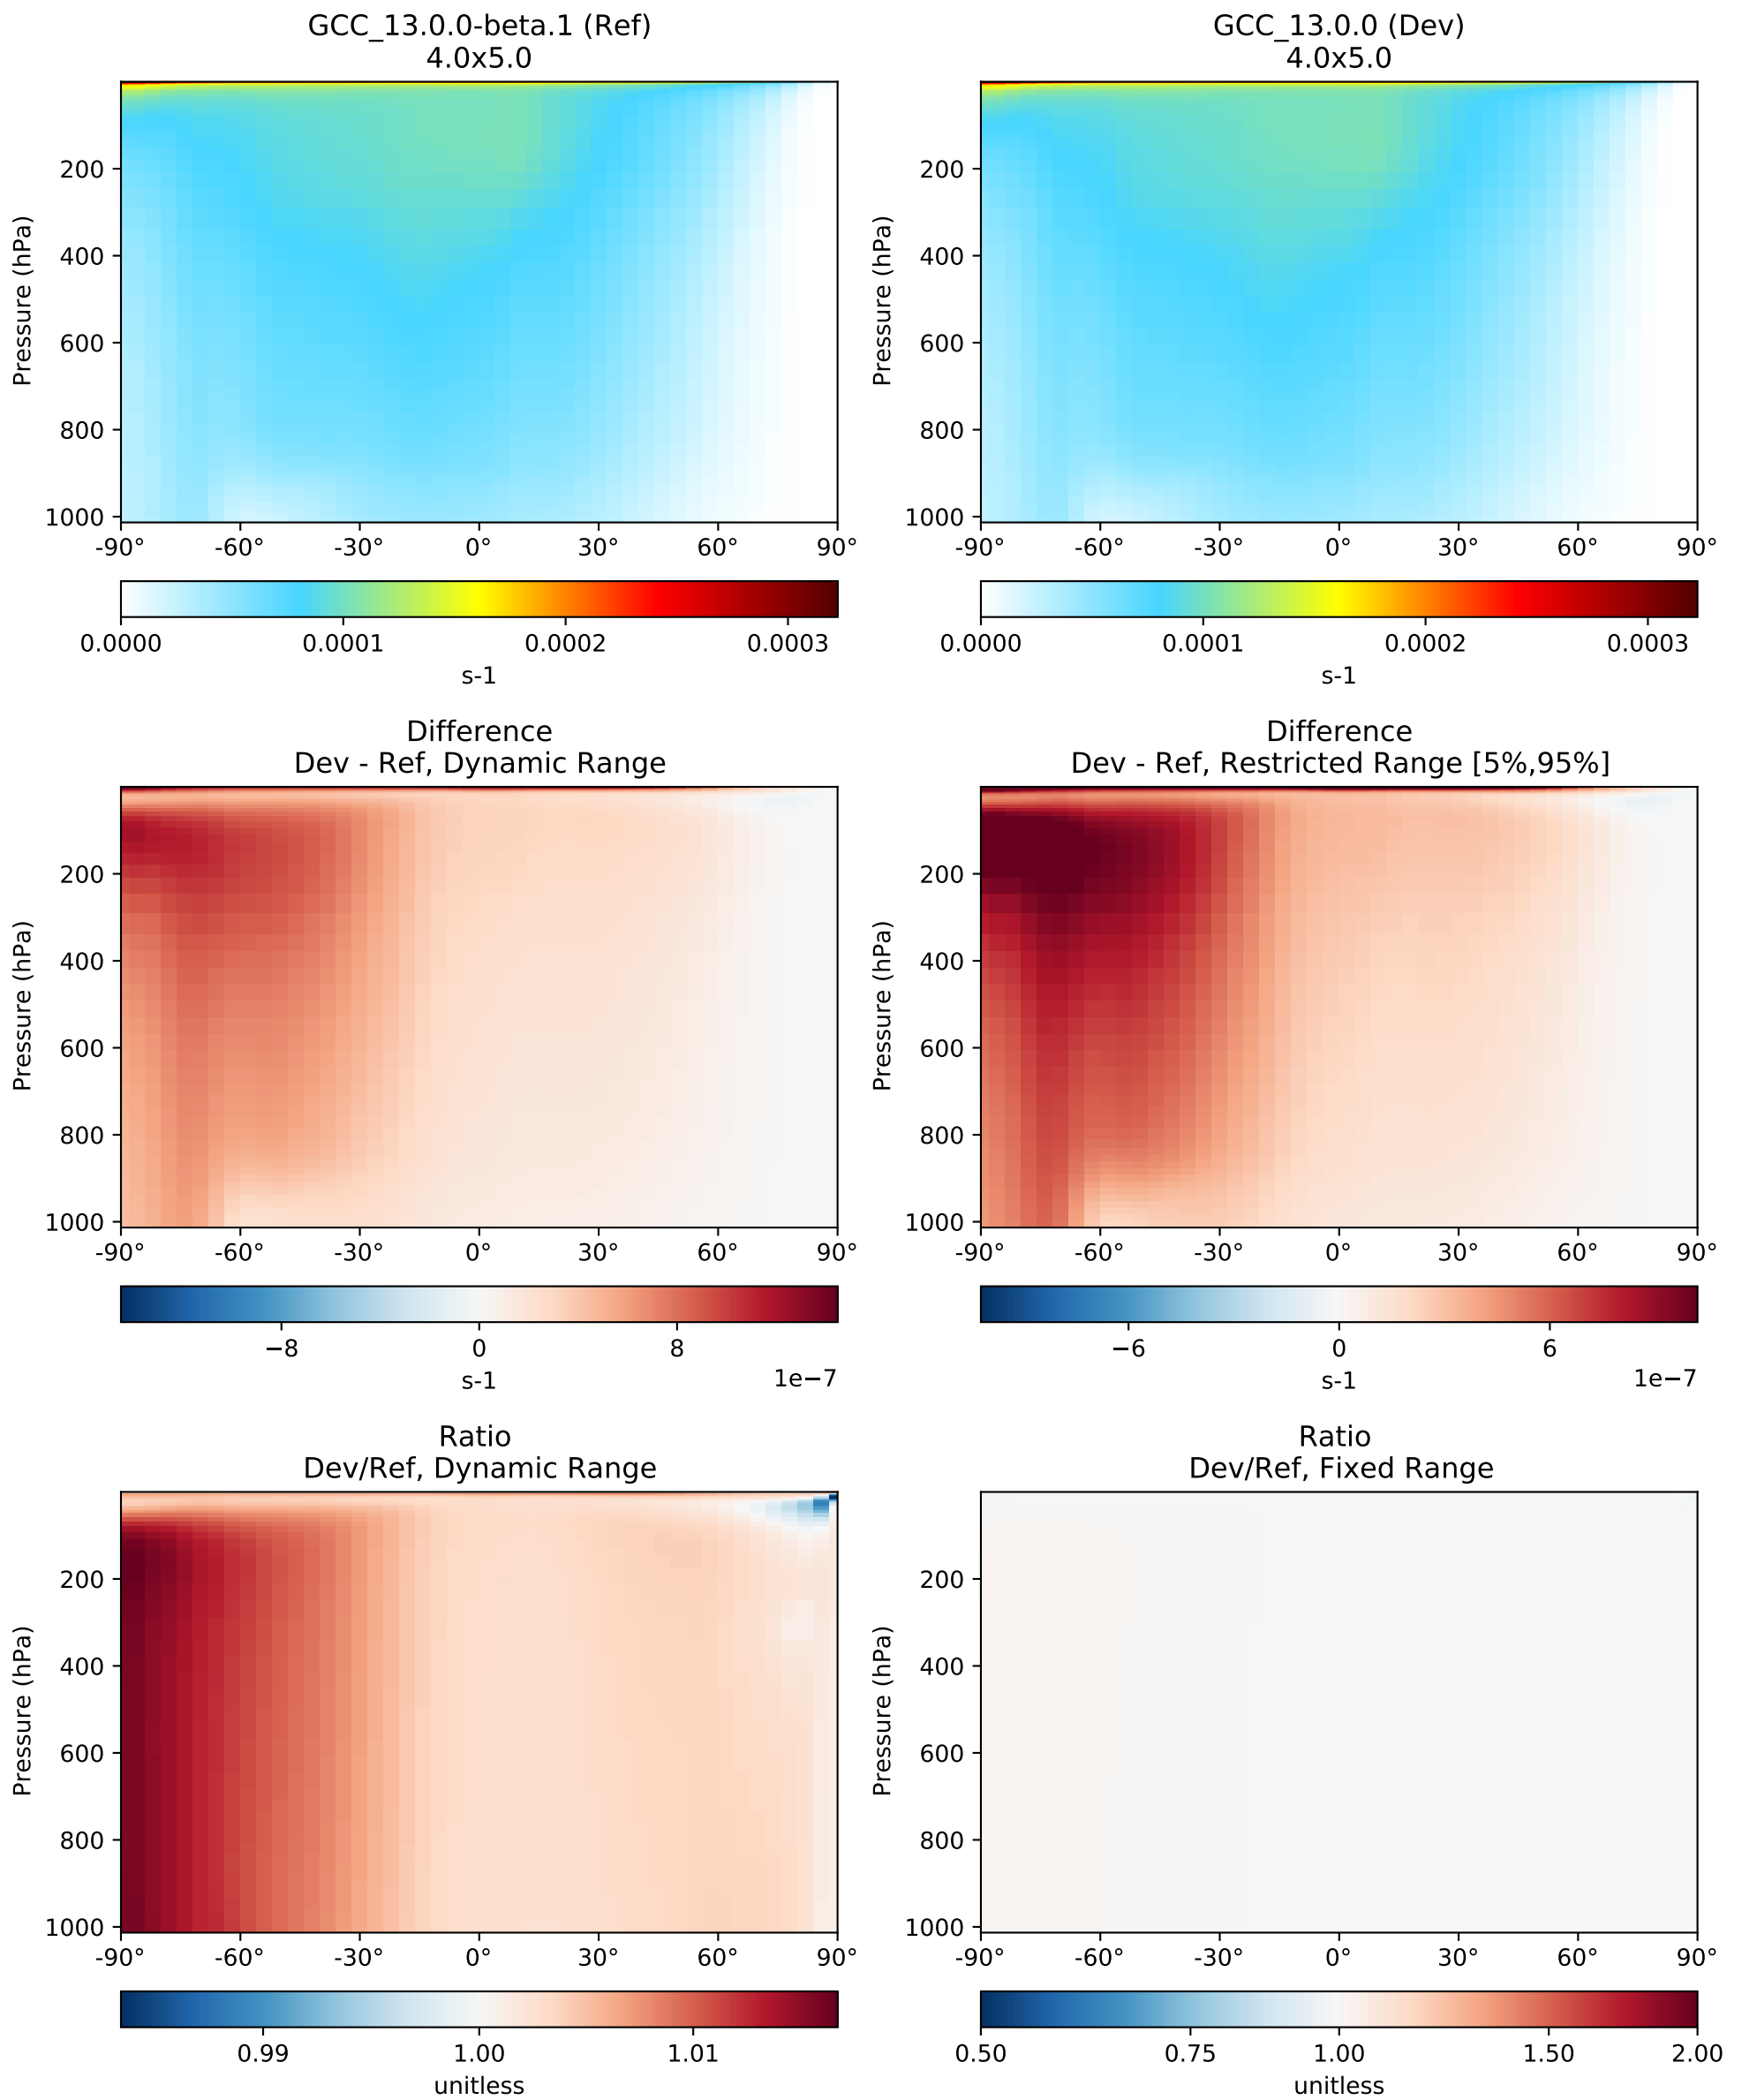 GCC_13.0.0-beta.1 (Ref)
4.0x5.0
Pressure (hPa)
200
400
600
800
1000
-90° -60° -30° 0° 30° 60° 90°
0.0000 0.0001 0.0002 0.0003
s-1
GCC_13.0.0 (Dev)
4.0x5.0
Pressure (hPa)
200
400
600
800
1000
-90° -60° -30° 0° 30° 60° 90°
0.0000 0.0001 0.0002 0.0003
s-1
Difference
Dev - Ref, Dynamic Range
Pressure (hPa)
200
400
600
800
1000
-90° -60° -30° 0° 30° 60° 90°
−8 0 8
s-1 1e−7
Difference
Dev - Ref, Restricted Range [5%,95%]
Pressure (hPa)
200
400
600
800
1000
-90° -60° -30° 0° 30° 60° 90°
−6 0 6
s-1 1e−7
Ratio
Dev/Ref, Dynamic Range
Pressure (hPa)
200
400
600
800
1000
-90° -60° -30° 0° 30° 60° 90°
0.99 1.00 1.01
unitless
Ratio
Dev/Ref, Fixed Range
Pressure (hPa)
200
400
600
800
1000
-90° -60° -30° 0° 30° 60° 90°
0.50 0.75 1.00 1.50 2.00
unitless